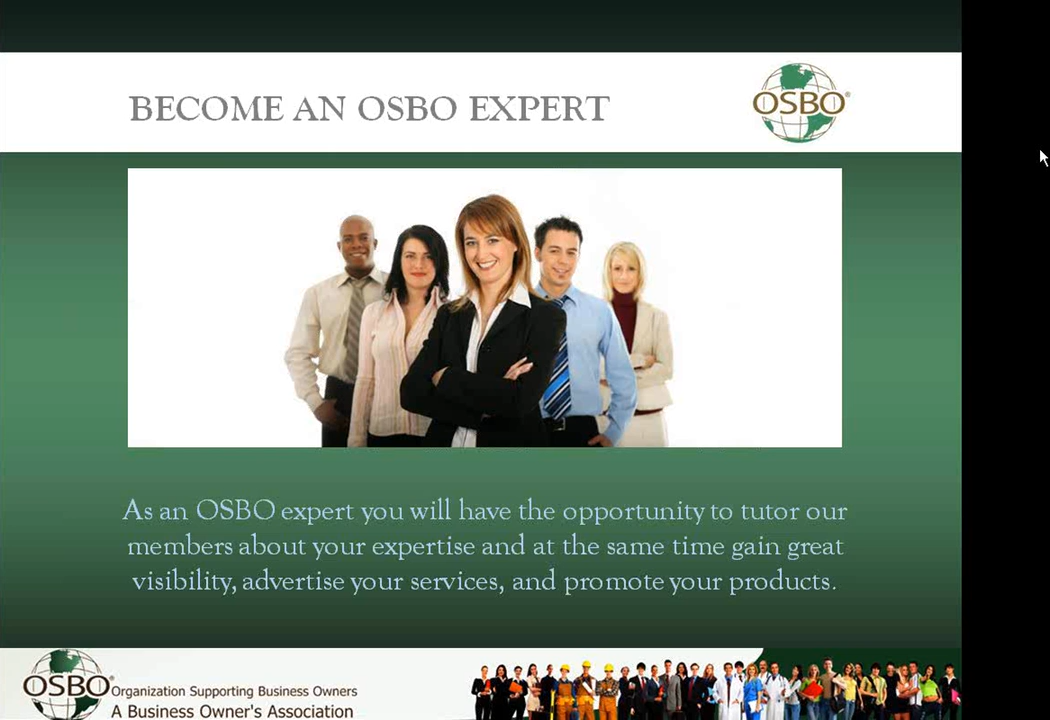 BECOME AN OSBO EXPERT
OSBO®
As an OSBO expert you will have the opportunity to tutor our
members about your expertise and at the same time gain great
visibility, advertise your services, and promote your products.
OSBO®
Organization Supporting Business Owners
A Business Owner's Association